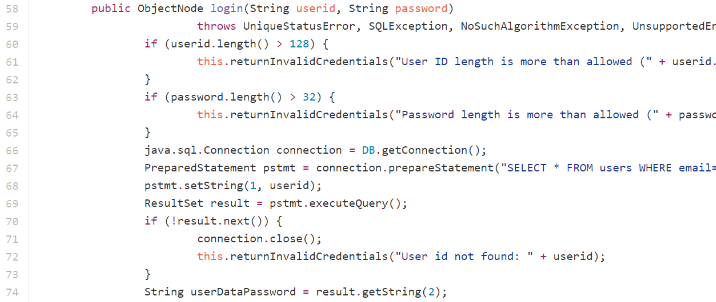 58 public ObjectNode login(String userid, String password)
59 throws UniqueStatusError, SQLException, NoSuchAlgorithmException, UnsupportedEn
60 if (userid.length() > 128) {
61 this.returnInvalidCredentials("User ID length is more than allowed (" + userid.
62 }
63 if (password.length() > 32) {
64 this.returnInvalidCredentials("Password length is more than allowed (" + passwo
65 }
66 java.sql.Connection connection = DB.getConnection();
67 PreparedStatement pstmt = connection.prepareStatement("SELECT * FROM users WHERE email=
68 pstmt.setString(1, userid);
69 ResultSet result = pstmt.executeQuery();
70 if (!result.next()) {
71 connection.close();
72 this.returnInvalidCredentials("User id not found: " + userid);
73 }
74 String userDataPassword = result.getString(2);